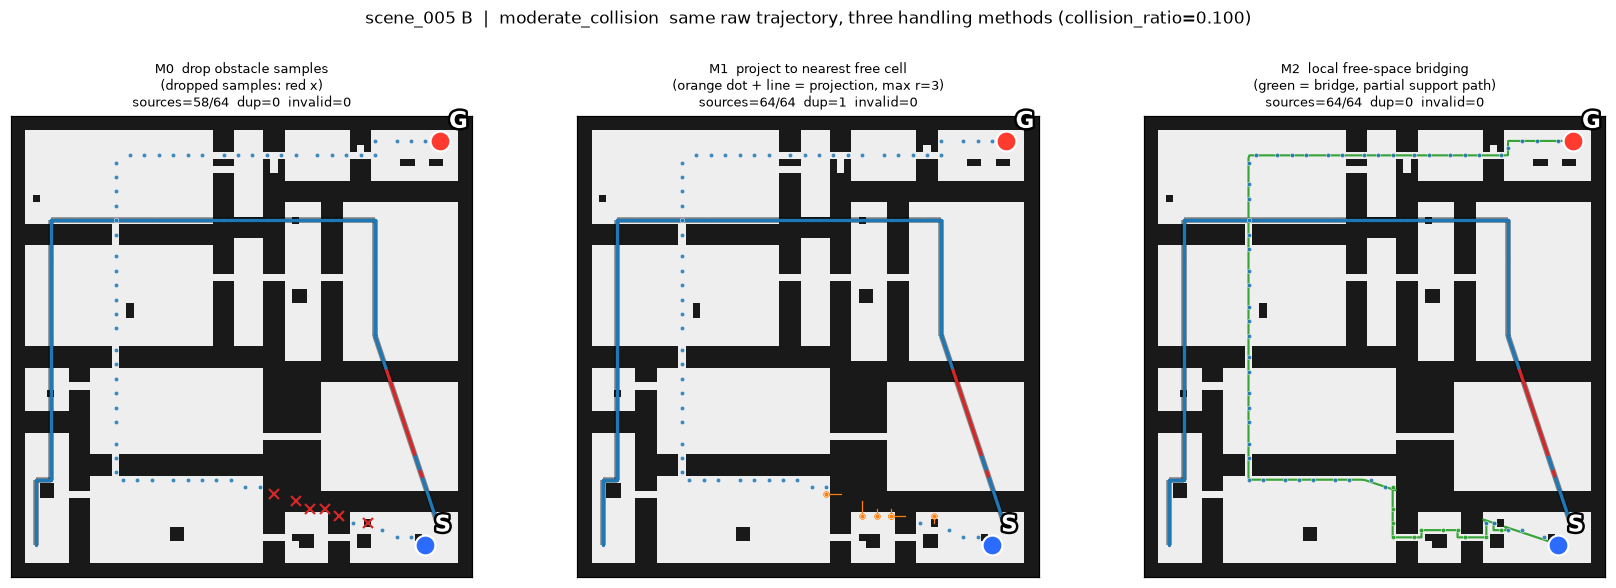 scene_005 B  |  moderate_collision  same raw trajectory, three handling methods (collision_ratio=0.100)
M0  drop obstacle samples
(dropped samples: red x)
sources=58/64  dup=0  invalid=0
M1  project to nearest free cell
(orange dot + line = projection, max r=3)
sources=64/64  dup=1  invalid=0
M2  local free-space bridging
(green = bridge, partial support path)
sources=64/64  dup=0  invalid=0
G
G
G
S
S
S